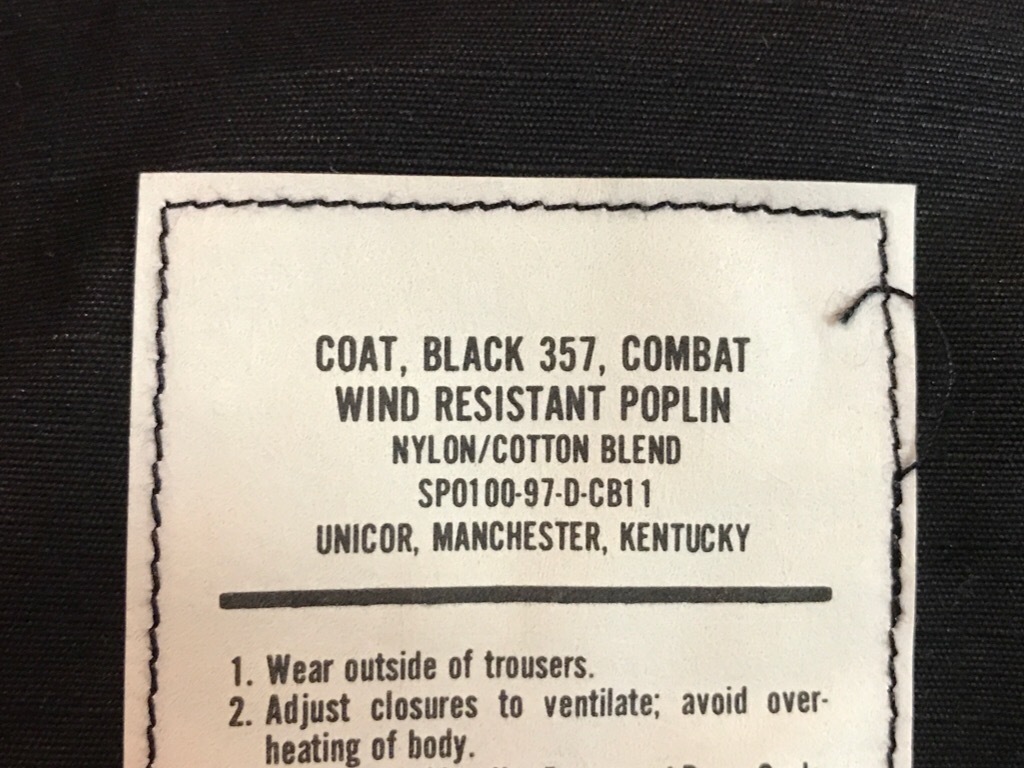 COAT, BLACK 357, COMBAT
WIND RESISTANT POPLIN
NYLON/COTTON BLEND
SPO100-97-D-CB11
UNICOR, MANCHESTER, KENTUCKY
1. Wear outside of trousers.
2. Adjust closures to ventilate; avoid over-
heating of body.